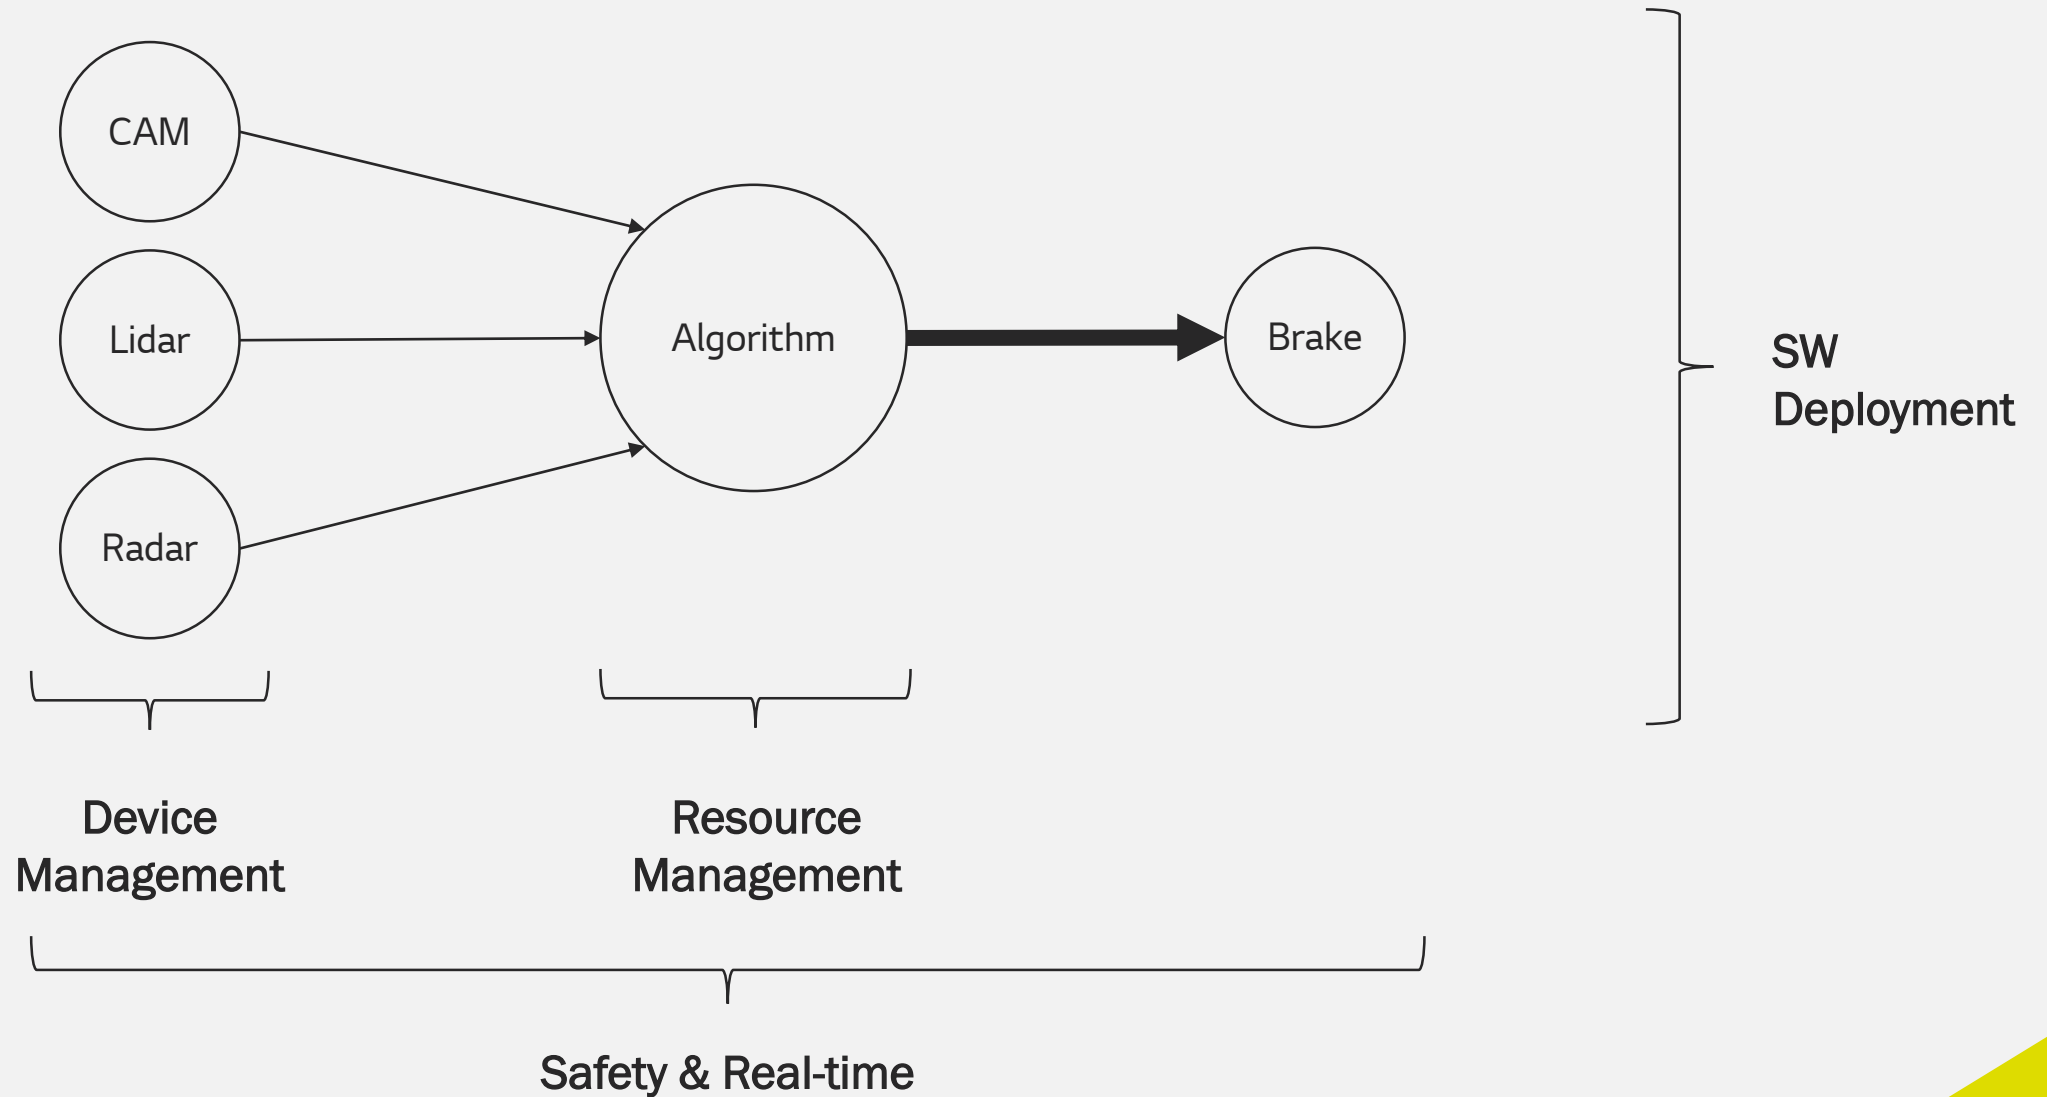 CAM
Lidar
Radar
Algorithm
Brake
SW
Deployment
Device
Management
Resource
Management
Safety & Real-time